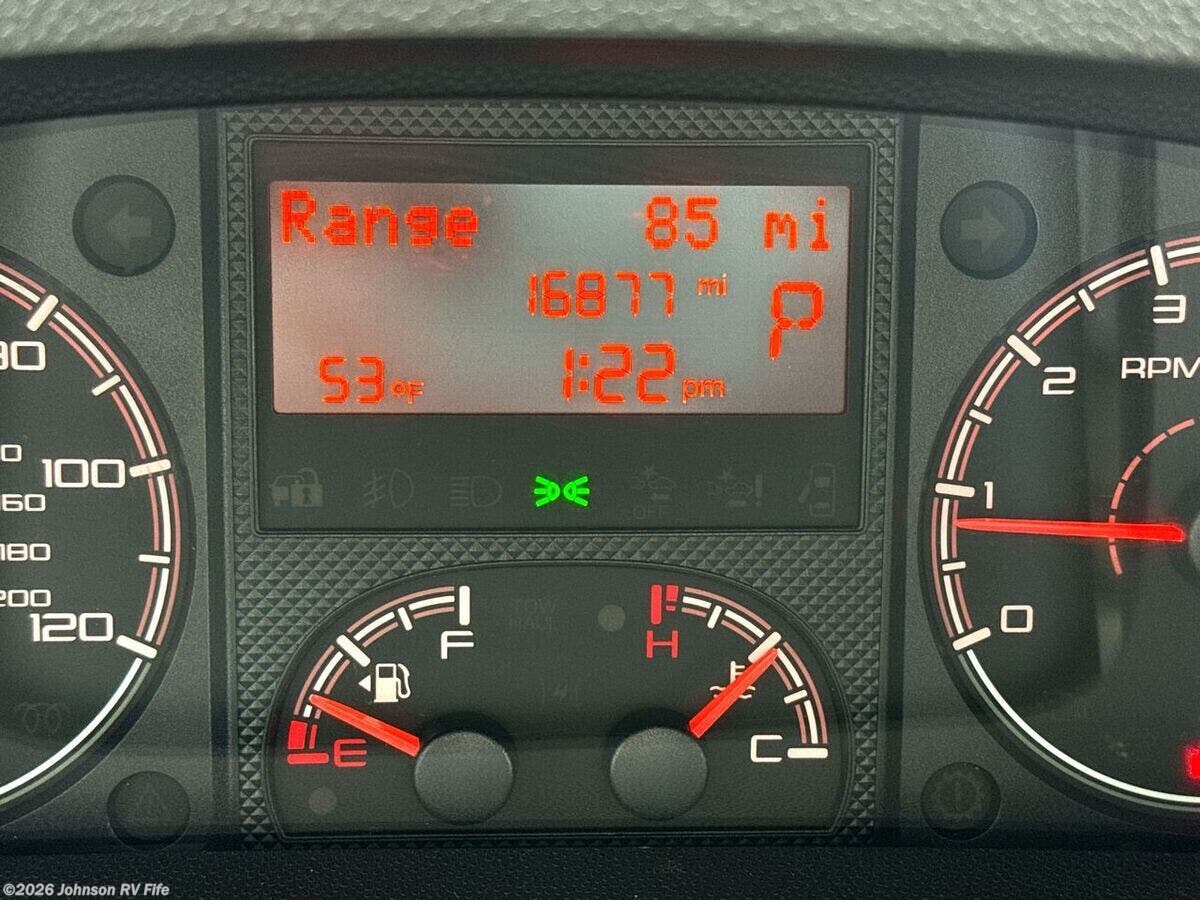 Range 85 mi
16877 mi P
53 °F 1:22 pm
100
160
180
200
120
3
2
RPM
1
0
F
E
H
C
OFF
©2026 Johnson RV Fife